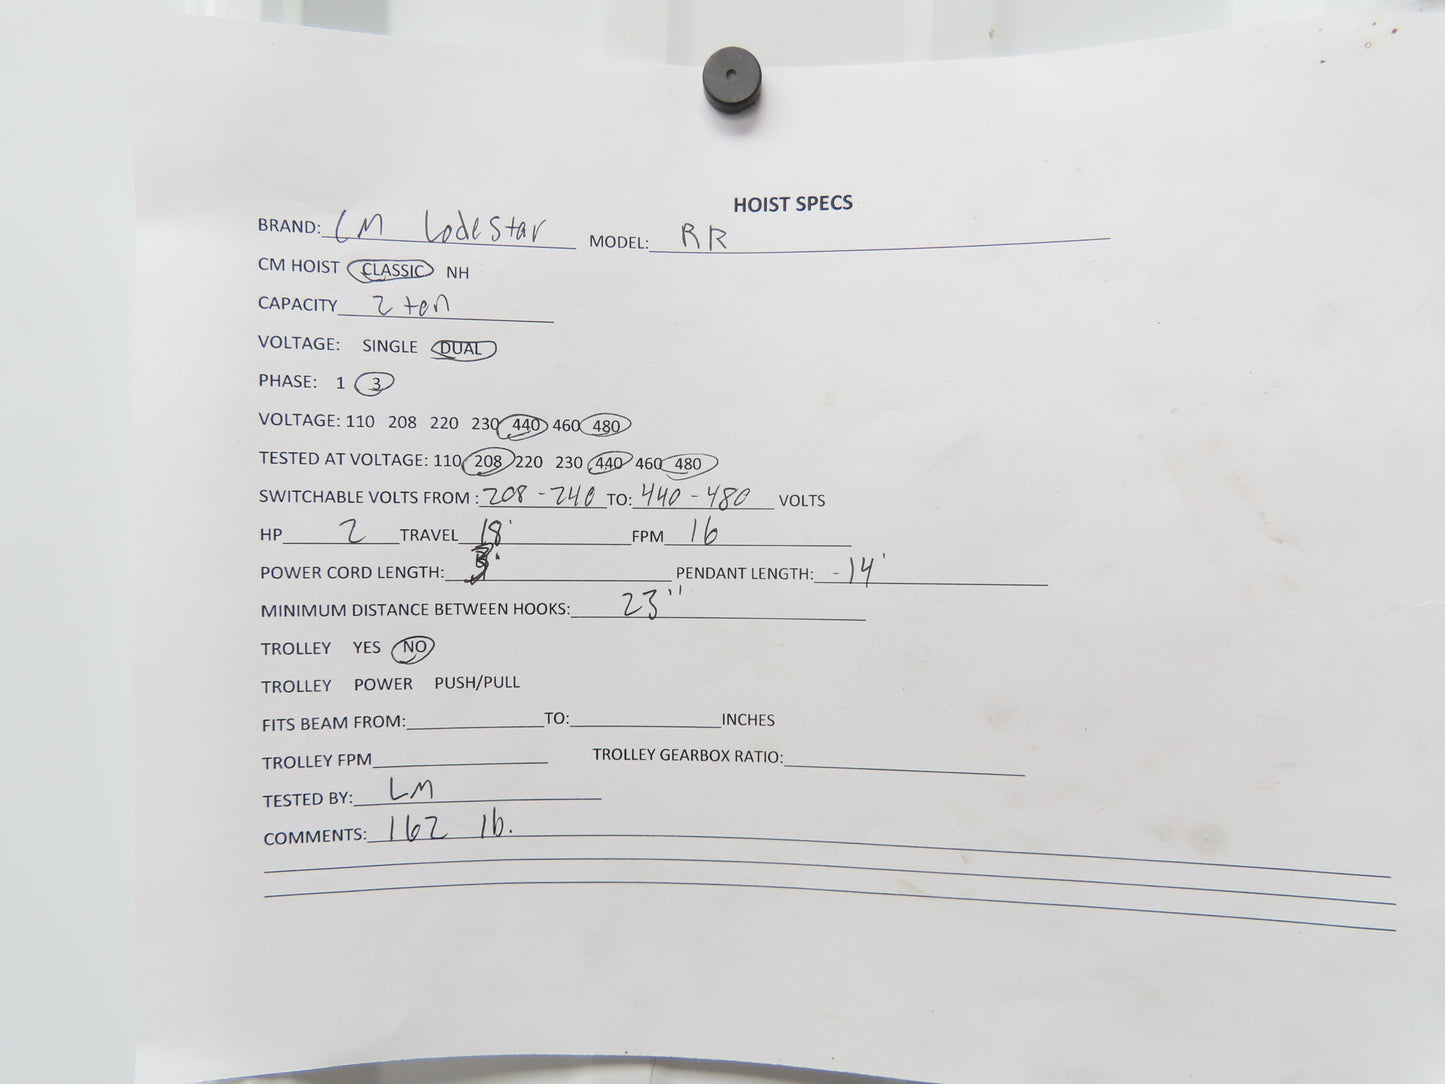 HOIST SPECS
BRAND: CM Lodestar MODEL: RR
CM HOIST CLASSIC NH
CAPACITY 2 ton
VOLTAGE: SINGLE DUAL
PHASE: 1 3
VOLTAGE: 110 208 220 230 440 460 480
TESTED AT VOLTAGE: 110 208 220 230 440 460 480
SWITCHABLE VOLTS FROM : 208 - 240 TO: 440 - 480 VOLTS
HP 2 TRAVEL 18' FPM 16
POWER CORD LENGTH: PENDANT LENGTH: -14'
MINIMUM DISTANCE BETWEEN HOOKS: 23"
TROLLEY YES NO
TROLLEY POWER PUSH/PULL
FITS BEAM FROM: TO: INCHES
TROLLEY FPM TROLLEY GEARBOX RATIO:
TESTED BY: LM
COMMENTS: 162 lb.